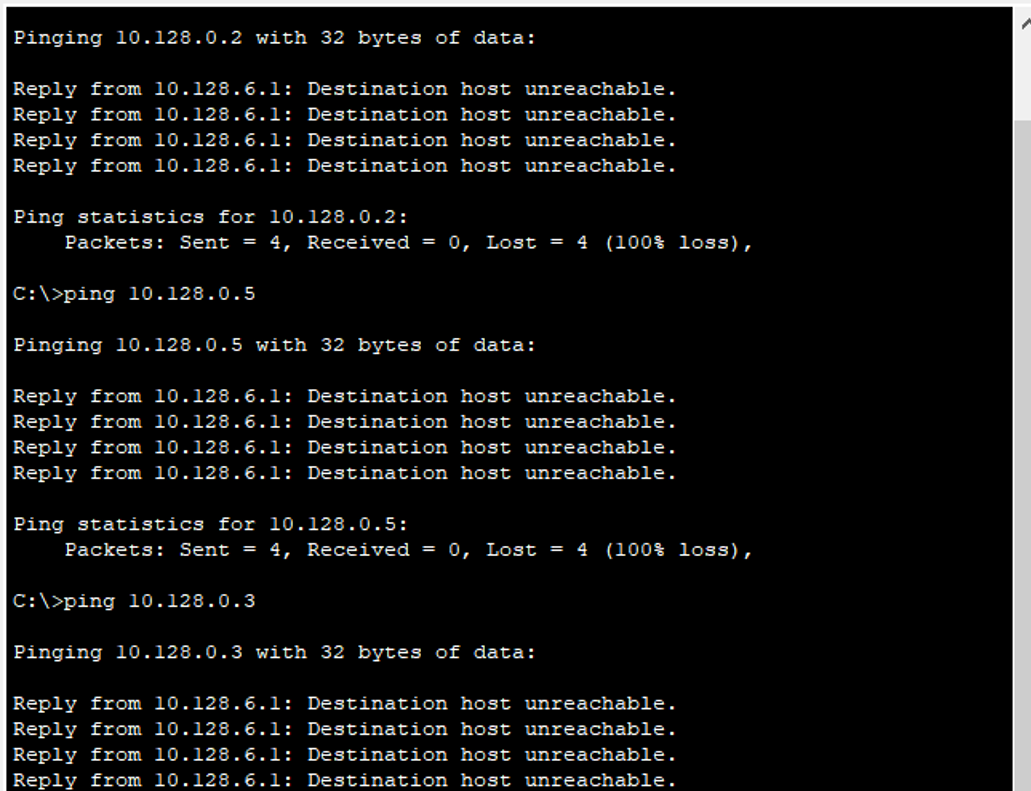 Pinging 10.128.0.2 with 32 bytes of data:
Reply from 10.128.6.1: Destination host unreachable.
Reply from 10.128.6.1: Destination host unreachable.
Reply from 10.128.6.1: Destination host unreachable.
Reply from 10.128.6.1: Destination host unreachable.
Ping statistics for 10.128.0.2:
    Packets: Sent = 4, Received = 0, Lost = 4 (100% loss),
C:\>ping 10.128.0.5
Pinging 10.128.0.5 with 32 bytes of data:
Reply from 10.128.6.1: Destination host unreachable.
Reply from 10.128.6.1: Destination host unreachable.
Reply from 10.128.6.1: Destination host unreachable.
Reply from 10.128.6.1: Destination host unreachable.
Ping statistics for 10.128.0.5:
    Packets: Sent = 4, Received = 0, Lost = 4 (100% loss),
C:\>ping 10.128.0.3
Pinging 10.128.0.3 with 32 bytes of data:
Reply from 10.128.6.1: Destination host unreachable.
Reply from 10.128.6.1: Destination host unreachable.
Reply from 10.128.6.1: Destination host unreachable.
Reply from 10.128.6.1: Destination host unreachable.